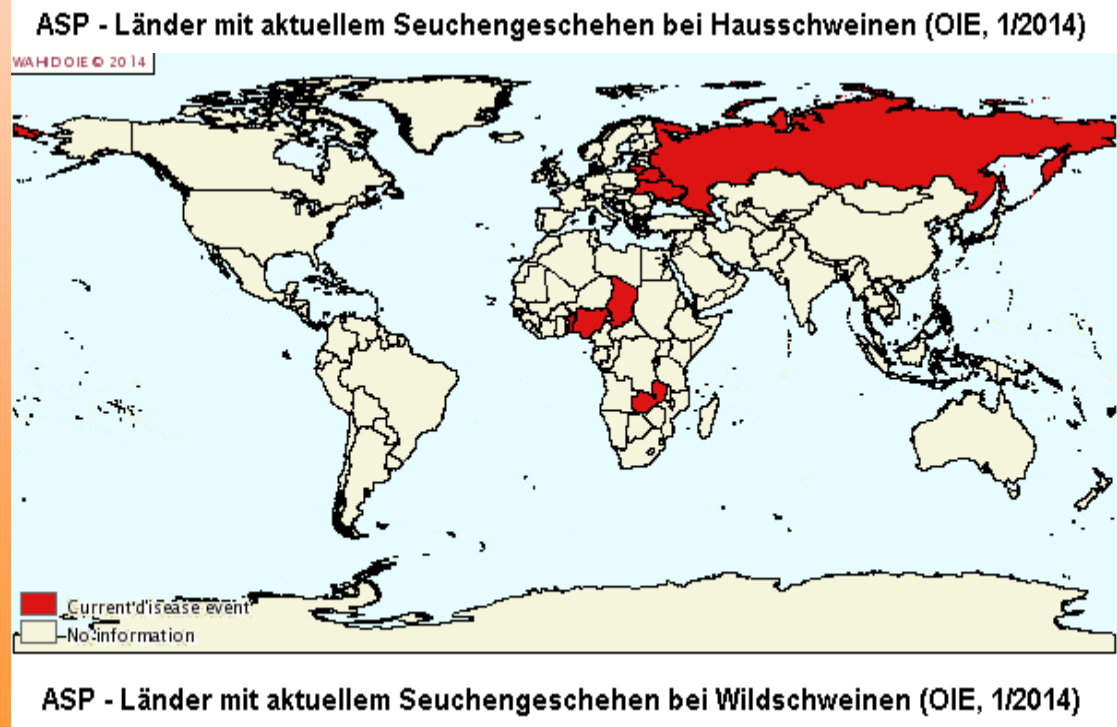 ASP - Länder mit aktuellem Seuchengeschehen bei Hausschweinen (OIE, 1/2014)
WAHID OIE © 2014
Current disease event
No information
ASP - Länder mit aktuellem Seuchengeschehen bei Wildschweinen (OIE, 1/2014)